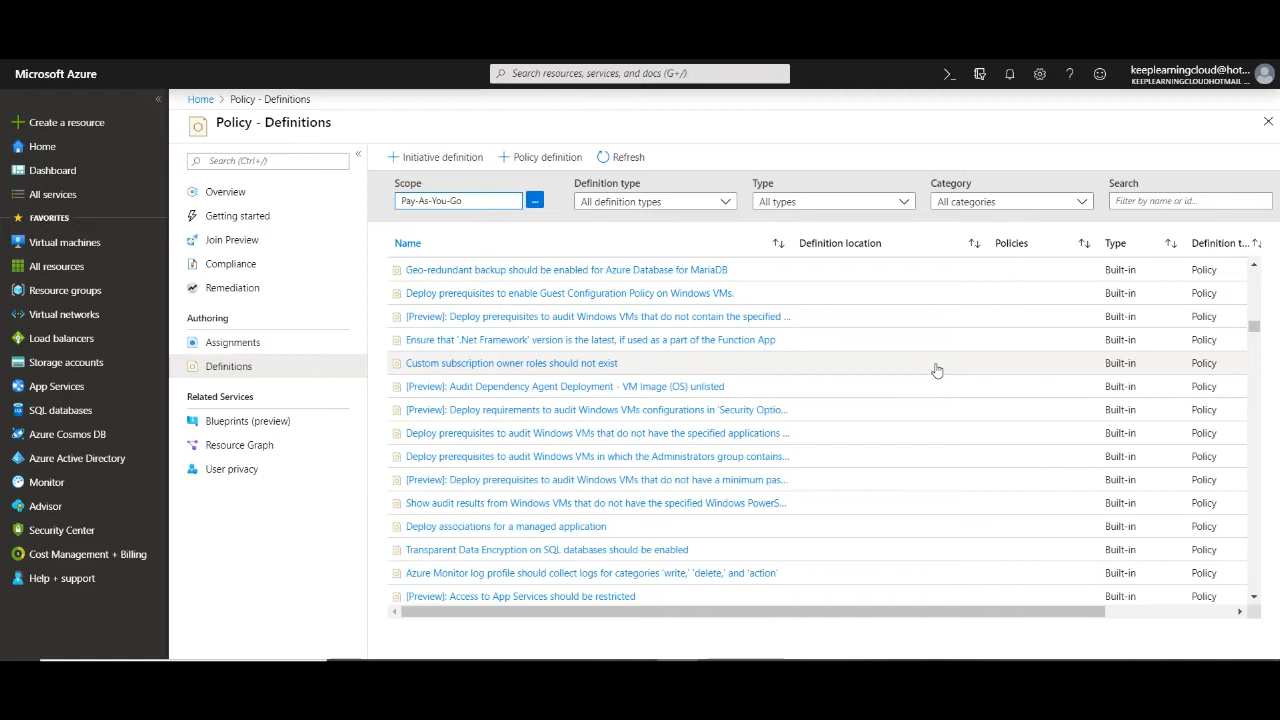 Microsoft Azure
Search resources, services, and docs (G+/)
keeplearningcloud@hot...
KEEPLEARNINGCLOUDHOTMAIL ...
«
Create a resource
Home
Dashboard
All services
FAVORITES
Virtual machines
All resources
Resource groups
Virtual networks
Load balancers
Storage accounts
App Services
SQL databases
Azure Cosmos DB
Azure Active Directory
Monitor
Advisor
Security Center
Cost Management + Billing
Help + support
Home > Policy - Definitions
Policy - Definitions
Search (Ctrl+/)
«
Overview
Getting started
Join Preview
Compliance
Remediation
Authoring
Assignments
Definitions
Related Services
Blueprints (preview)
Resource Graph
User privacy
Initiative definition
Policy definition
Refresh
Scope
Definition type
Type
Category
Search
Pay-As-You-Go
...
All definition types
All types
All categories
Filter by name or id...
Name Definition location Policies Type Definition t...
Geo-redundant backup should be enabled for Azure Database for MariaDB Built-in Policy
Deploy prerequisites to enable Guest Configuration Policy on Windows VMs. Built-in Policy
[Preview]: Deploy prerequisites to audit Windows VMs that do not contain the specified ... Built-in Policy
Ensure that '.Net Framework' version is the latest, if used as a part of the Function App Built-in Policy
Custom subscription owner roles should not exist Built-in Policy
[Preview]: Audit Dependency Agent Deployment - VM Image (OS) unlisted Built-in Policy
[Preview]: Deploy requirements to audit Windows VMs configurations in 'Security Optio... Built-in Policy
Deploy prerequisites to audit Windows VMs that do not have the specified applications ... Built-in Policy
Deploy prerequisites to audit Windows VMs in which the Administrators group contains... Built-in Policy
[Preview]: Deploy prerequisites to audit Windows VMs that do not have a minimum pas... Built-in Policy
Show audit results from Windows VMs that do not have the specified Windows PowerS... Built-in Policy
Deploy associations for a managed application Built-in Policy
Transparent Data Encryption on SQL databases should be enabled Built-in Policy
Azure Monitor log profile should collect logs for categories 'write,' 'delete,' and 'action' Built-in Policy
[Preview]: Access to App Services should be restricted Built-in Policy